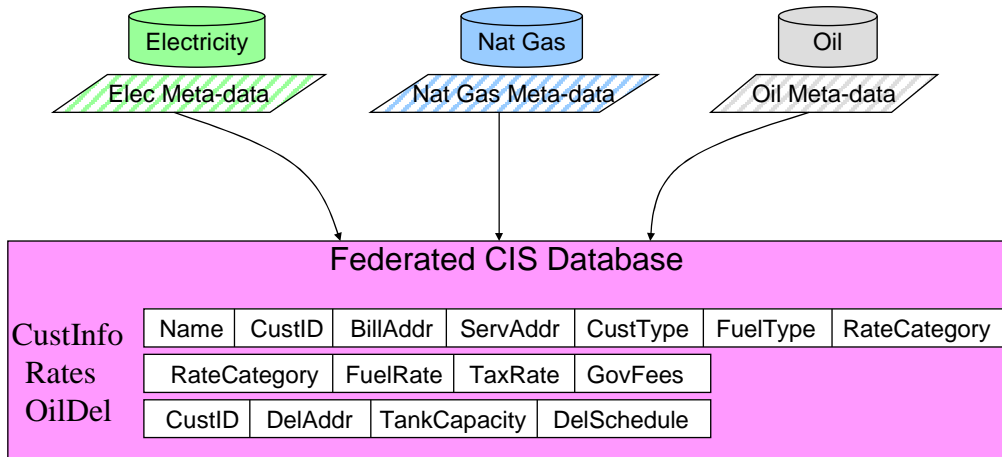 Electricity Nat Gas Oil
Elec Meta-data Nat Gas Meta-data Oil Meta-data
Federated CIS Database
CustInfo Name CustID BillAddr ServAddr CustType FuelType RateCategory
Rates RateCategory FuelRate TaxRate GovFees
OilDel CustID DelAddr TankCapacity DelSchedule